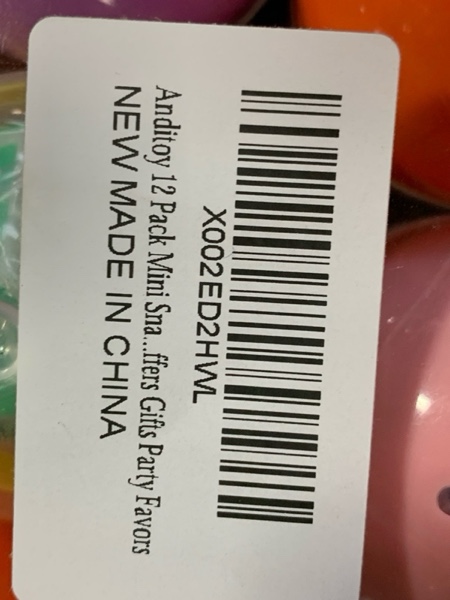 X002ED2HWL
Anditoy 12 Pack Mini Sna...ffers Gifts Party Favors
NEW MADE IN CHINA